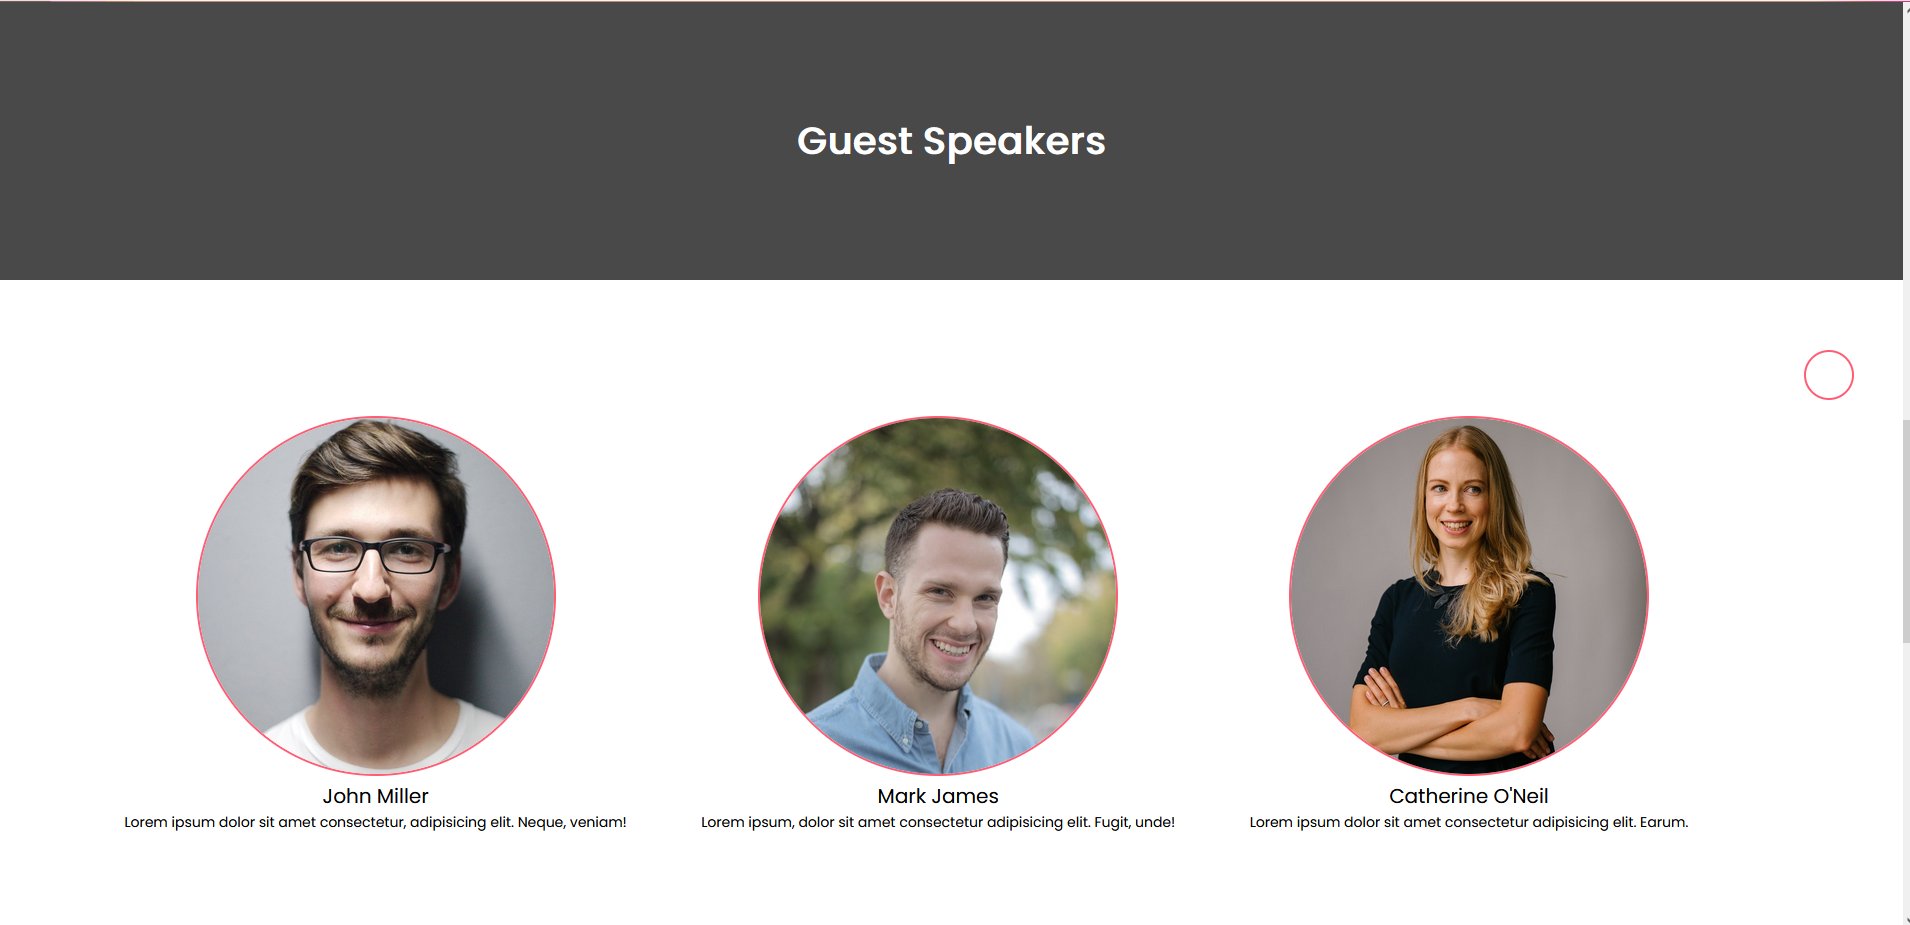 Guest Speakers
John Miller
Lorem ipsum dolor sit amet consectetur, adipisicing elit. Neque, veniam!
Mark James
Lorem ipsum, dolor sit amet consectetur adipisicing elit. Fugit, unde!
Catherine O'Neil
Lorem ipsum dolor sit amet consectetur adipisicing elit. Earum.